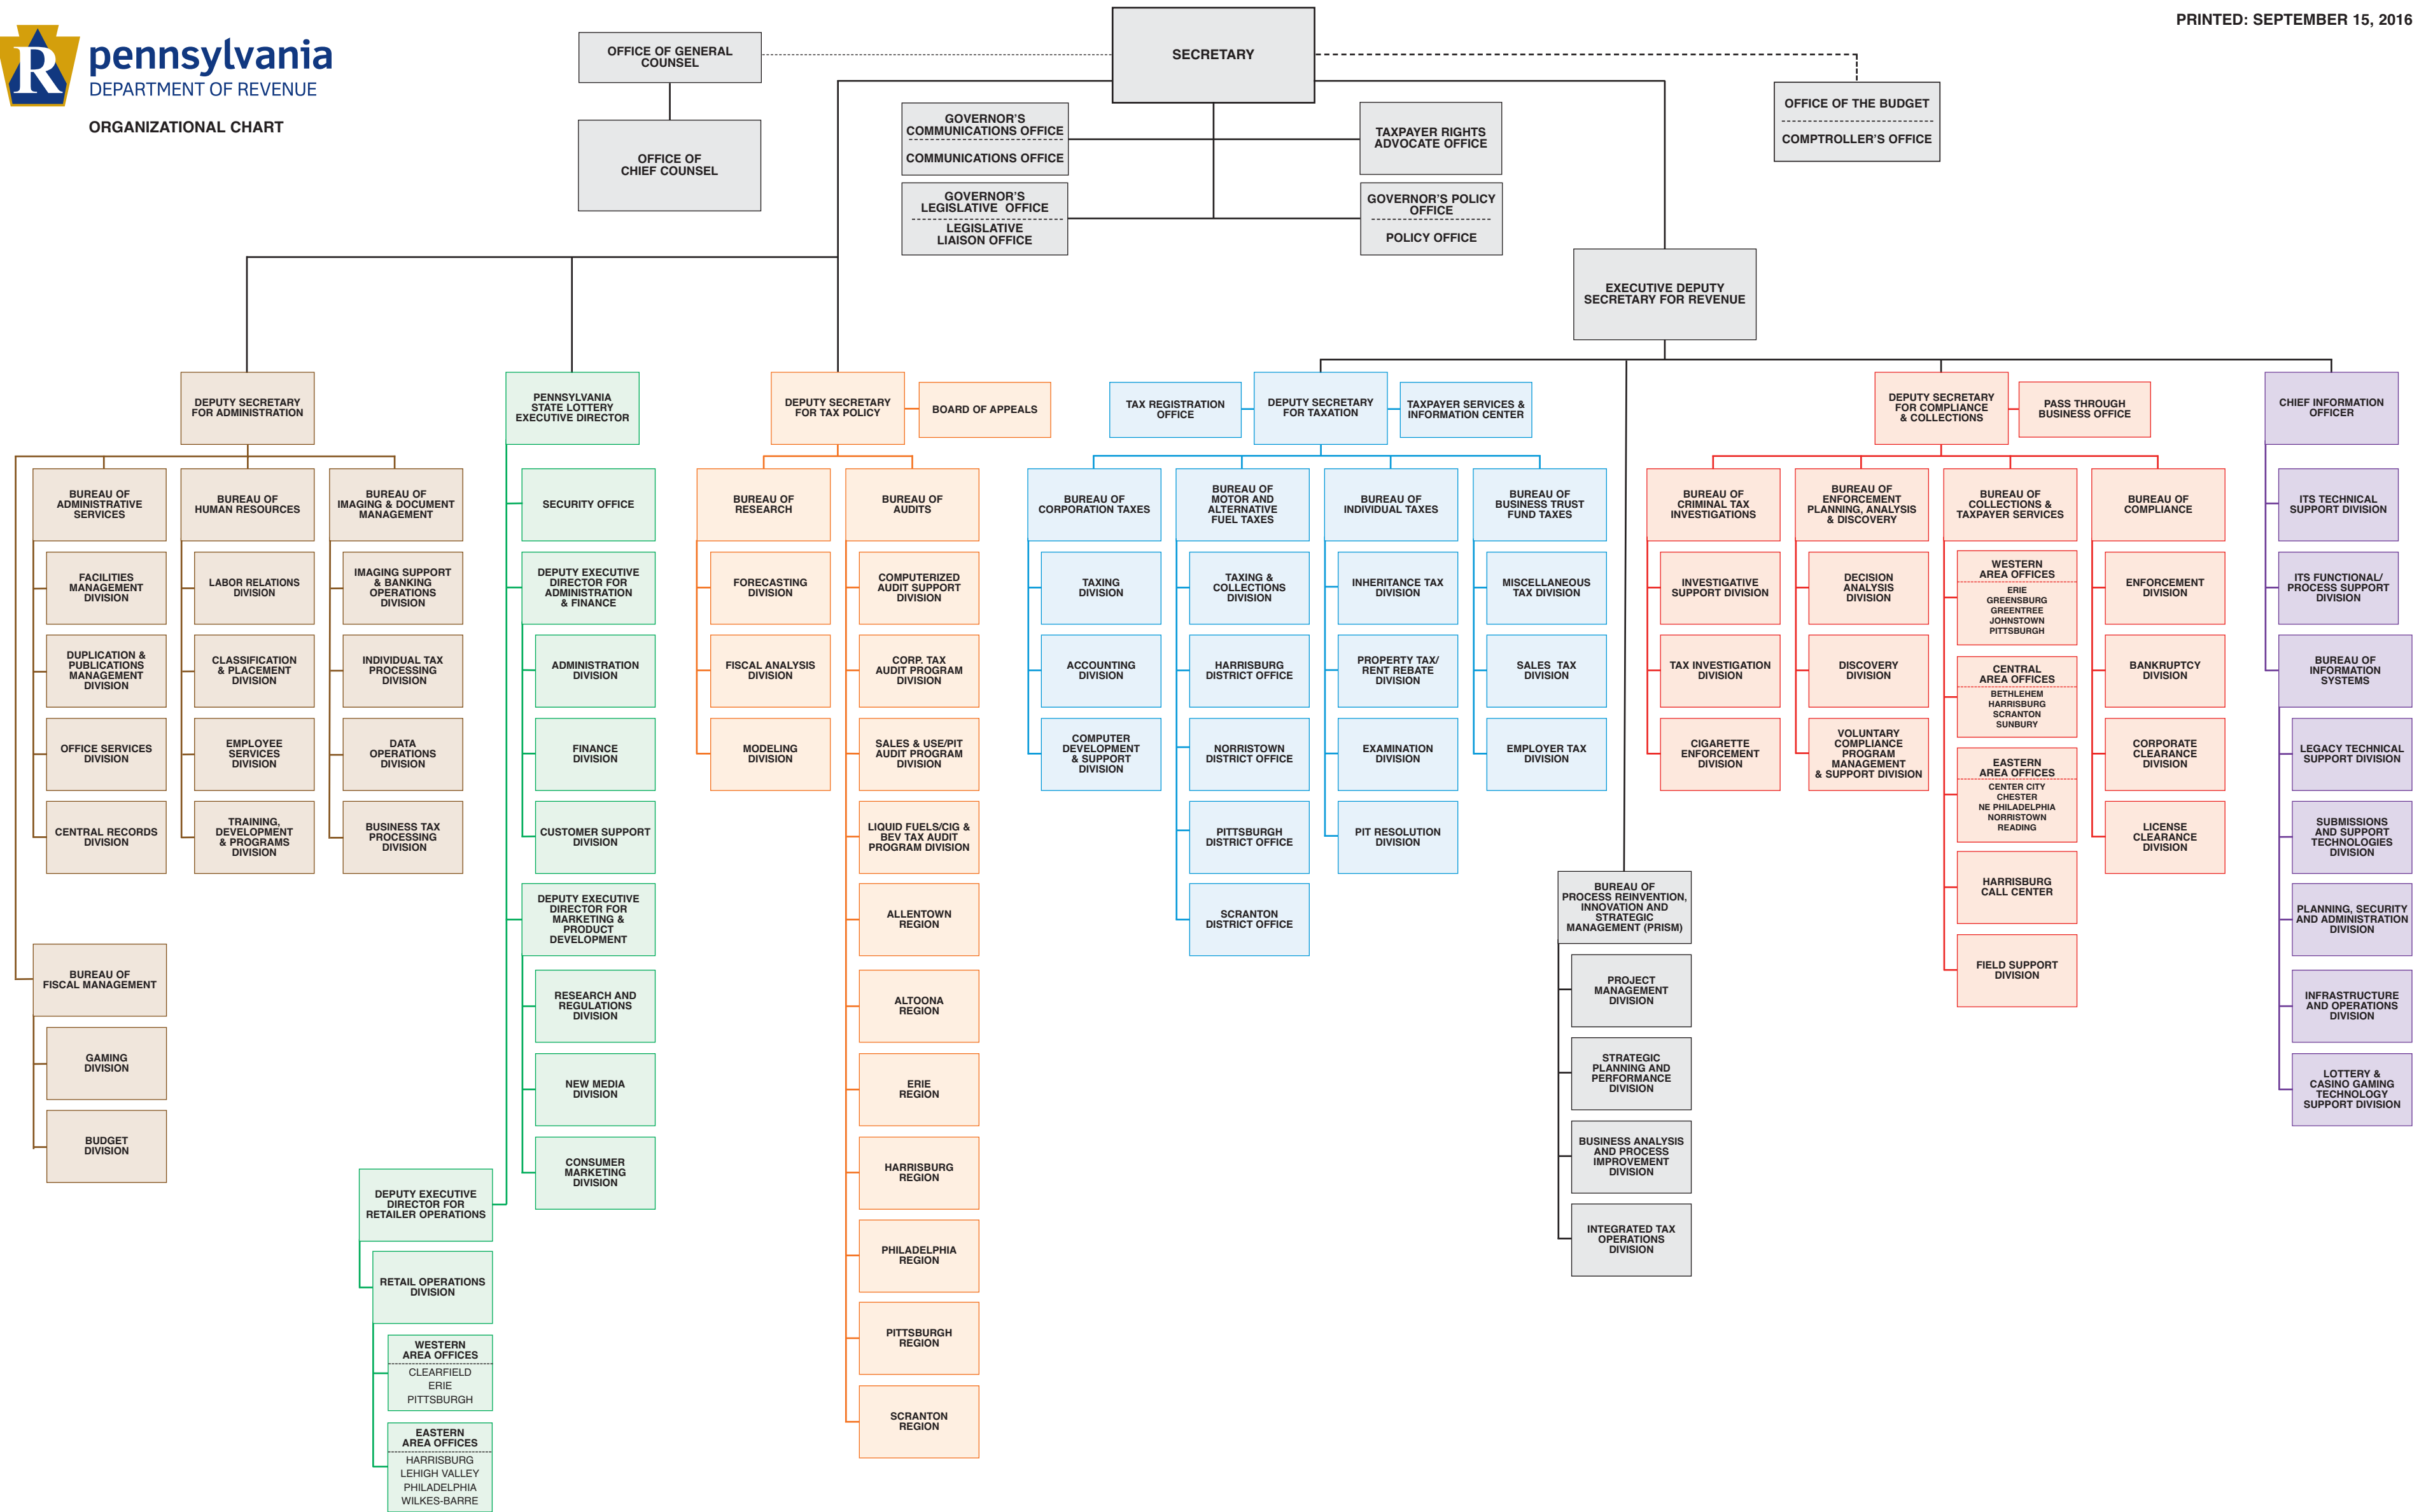 PRINTED: SEPTEMBER 15, 2016
R
pennsylvania
DEPARTMENT OF REVENUE
ORGANIZATIONAL CHART
SECRETARY
OFFICE OF GENERAL
COUNSEL
OFFICE OF
CHIEF COUNSEL
GOVERNOR'S
COMMUNICATIONS OFFICE
COMMUNICATIONS OFFICE
TAXPAYER RIGHTS
ADVOCATE OFFICE
GOVERNOR'S
LEGISLATIVE OFFICE
LEGISLATIVE
LIAISON OFFICE
GOVERNOR'S POLICY
OFFICE
POLICY OFFICE
OFFICE OF THE BUDGET
COMPTROLLER'S OFFICE
EXECUTIVE DEPUTY
SECRETARY FOR REVENUE
DEPUTY SECRETARY
FOR ADMINISTRATION
BUREAU OF
ADMINISTRATIVE
SERVICES
FACILITIES
MANAGEMENT
DIVISION
DUPLICATION &
PUBLICATIONS
MANAGEMENT
DIVISION
OFFICE SERVICES
DIVISION
CENTRAL RECORDS
DIVISION
BUREAU OF
HUMAN RESOURCES
LABOR RELATIONS
DIVISION
CLASSIFICATION
& PLACEMENT
DIVISION
EMPLOYEE
SERVICES
DIVISION
TRAINING,
DEVELOPMENT
& PROGRAMS
DIVISION
BUREAU OF
IMAGING & DOCUMENT
MANAGEMENT
IMAGING SUPPORT
& BANKING
OPERATIONS
DIVISION
INDIVIDUAL TAX
PROCESSING
DIVISION
DATA
OPERATIONS
DIVISION
BUSINESS TAX
PROCESSING
DIVISION
BUREAU OF
FISCAL MANAGEMENT
GAMING
DIVISION
BUDGET
DIVISION
PENNSYLVANIA
STATE LOTTERY
EXECUTIVE DIRECTOR
SECURITY OFFICE
DEPUTY EXECUTIVE
DIRECTOR FOR
ADMINISTRATION
& FINANCE
ADMINISTRATION
DIVISION
FINANCE
DIVISION
CUSTOMER SUPPORT
DIVISION
DEPUTY EXECUTIVE
DIRECTOR FOR
MARKETING &
PRODUCT
DEVELOPMENT
RESEARCH AND
REGULATIONS
DIVISION
NEW MEDIA
DIVISION
CONSUMER
MARKETING
DIVISION
DEPUTY EXECUTIVE
DIRECTOR FOR
RETAILER OPERATIONS
RETAIL OPERATIONS
DIVISION
WESTERN
AREA OFFICES
CLEARFIELD
ERIE
PITTSBURGH
EASTERN
AREA OFFICES
HARRISBURG
LEHIGH VALLEY
PHILADELPHIA
WILKES-BARRE
DEPUTY SECRETARY
FOR TAX POLICY
BOARD OF APPEALS
BUREAU OF
RESEARCH
FORECASTING
DIVISION
FISCAL ANALYSIS
DIVISION
MODELING
DIVISION
BUREAU OF
AUDITS
COMPUTERIZED
AUDIT SUPPORT
DIVISION
CORP. TAX
AUDIT PROGRAM
DIVISION
SALES & USE/PIT
AUDIT PROGRAM
DIVISION
LIQUID FUELS/CIG &
BEV TAX AUDIT
PROGRAM DIVISION
ALLENTOWN
REGION
ALTOONA
REGION
ERIE
REGION
HARRISBURG
REGION
PHILADELPHIA
REGION
PITTSBURGH
REGION
SCRANTON
REGION
TAX REGISTRATION
OFFICE
DEPUTY SECRETARY
FOR TAXATION
TAXPAYER SERVICES &
INFORMATION CENTER
BUREAU OF
CORPORATION TAXES
TAXING
DIVISION
ACCOUNTING
DIVISION
COMPUTER
DEVELOPMENT
& SUPPORT
DIVISION
BUREAU OF
MOTOR AND
ALTERNATIVE
FUEL TAXES
TAXING &
COLLECTIONS
DIVISION
HARRISBURG
DISTRICT OFFICE
NORRISTOWN
DISTRICT OFFICE
PITTSBURGH
DISTRICT OFFICE
SCRANTON
DISTRICT OFFICE
BUREAU OF
INDIVIDUAL TAXES
INHERITANCE TAX
DIVISION
PROPERTY TAX/
RENT REBATE
DIVISION
EXAMINATION
DIVISION
PIT RESOLUTION
DIVISION
BUREAU OF
BUSINESS TRUST
FUND TAXES
MISCELLANEOUS
TAX DIVISION
SALES TAX
DIVISION
EMPLOYER TAX
DIVISION
BUREAU OF
PROCESS REINVENTION,
INNOVATION AND
STRATEGIC
MANAGEMENT (PRISM)
PROJECT
MANAGEMENT
DIVISION
STRATEGIC
PLANNING AND
PERFORMANCE
DIVISION
BUSINESS ANALYSIS
AND PROCESS
IMPROVEMENT
DIVISION
INTEGRATED TAX
OPERATIONS
DIVISION
DEPUTY SECRETARY
FOR COMPLIANCE
& COLLECTIONS
PASS THROUGH
BUSINESS OFFICE
BUREAU OF
CRIMINAL TAX
INVESTIGATIONS
INVESTIGATIVE
SUPPORT DIVISION
TAX INVESTIGATION
DIVISION
CIGARETTE
ENFORCEMENT
DIVISION
BUREAU OF
ENFORCEMENT
PLANNING, ANALYSIS
& DISCOVERY
DECISION
ANALYSIS
DIVISION
DISCOVERY
DIVISION
VOLUNTARY
COMPLIANCE
PROGRAM
MANAGEMENT
& SUPPORT DIVISION
BUREAU OF
COLLECTIONS &
TAXPAYER SERVICES
WESTERN
AREA OFFICES
ERIE
GREENSBURG
GREENTREE
JOHNSTOWN
PITTSBURGH
CENTRAL
AREA OFFICES
BETHLEHEM
HARRISBURG
SCRANTON
SUNBURY
EASTERN
AREA OFFICES
CENTER CITY
CHESTER
NE PHILADELPHIA
NORRISTOWN
READING
HARRISBURG
CALL CENTER
FIELD SUPPORT
DIVISION
BUREAU OF
COMPLIANCE
ENFORCEMENT
DIVISION
BANKRUPTCY
DIVISION
CORPORATE
CLEARANCE
DIVISION
LICENSE
CLEARANCE
DIVISION
CHIEF INFORMATION
OFFICER
ITS TECHNICAL
SUPPORT DIVISION
ITS FUNCTIONAL/
PROCESS SUPPORT
DIVISION
BUREAU OF
INFORMATION
SYSTEMS
LEGACY TECHNICAL
SUPPORT DIVISION
SUBMISSIONS
AND SUPPORT
TECHNOLOGIES
DIVISION
PLANNING, SECURITY
AND ADMINISTRATION
DIVISION
INFRASTRUCTURE
AND OPERATIONS
DIVISION
LOTTERY &
CASINO GAMING
TECHNOLOGY
SUPPORT DIVISION